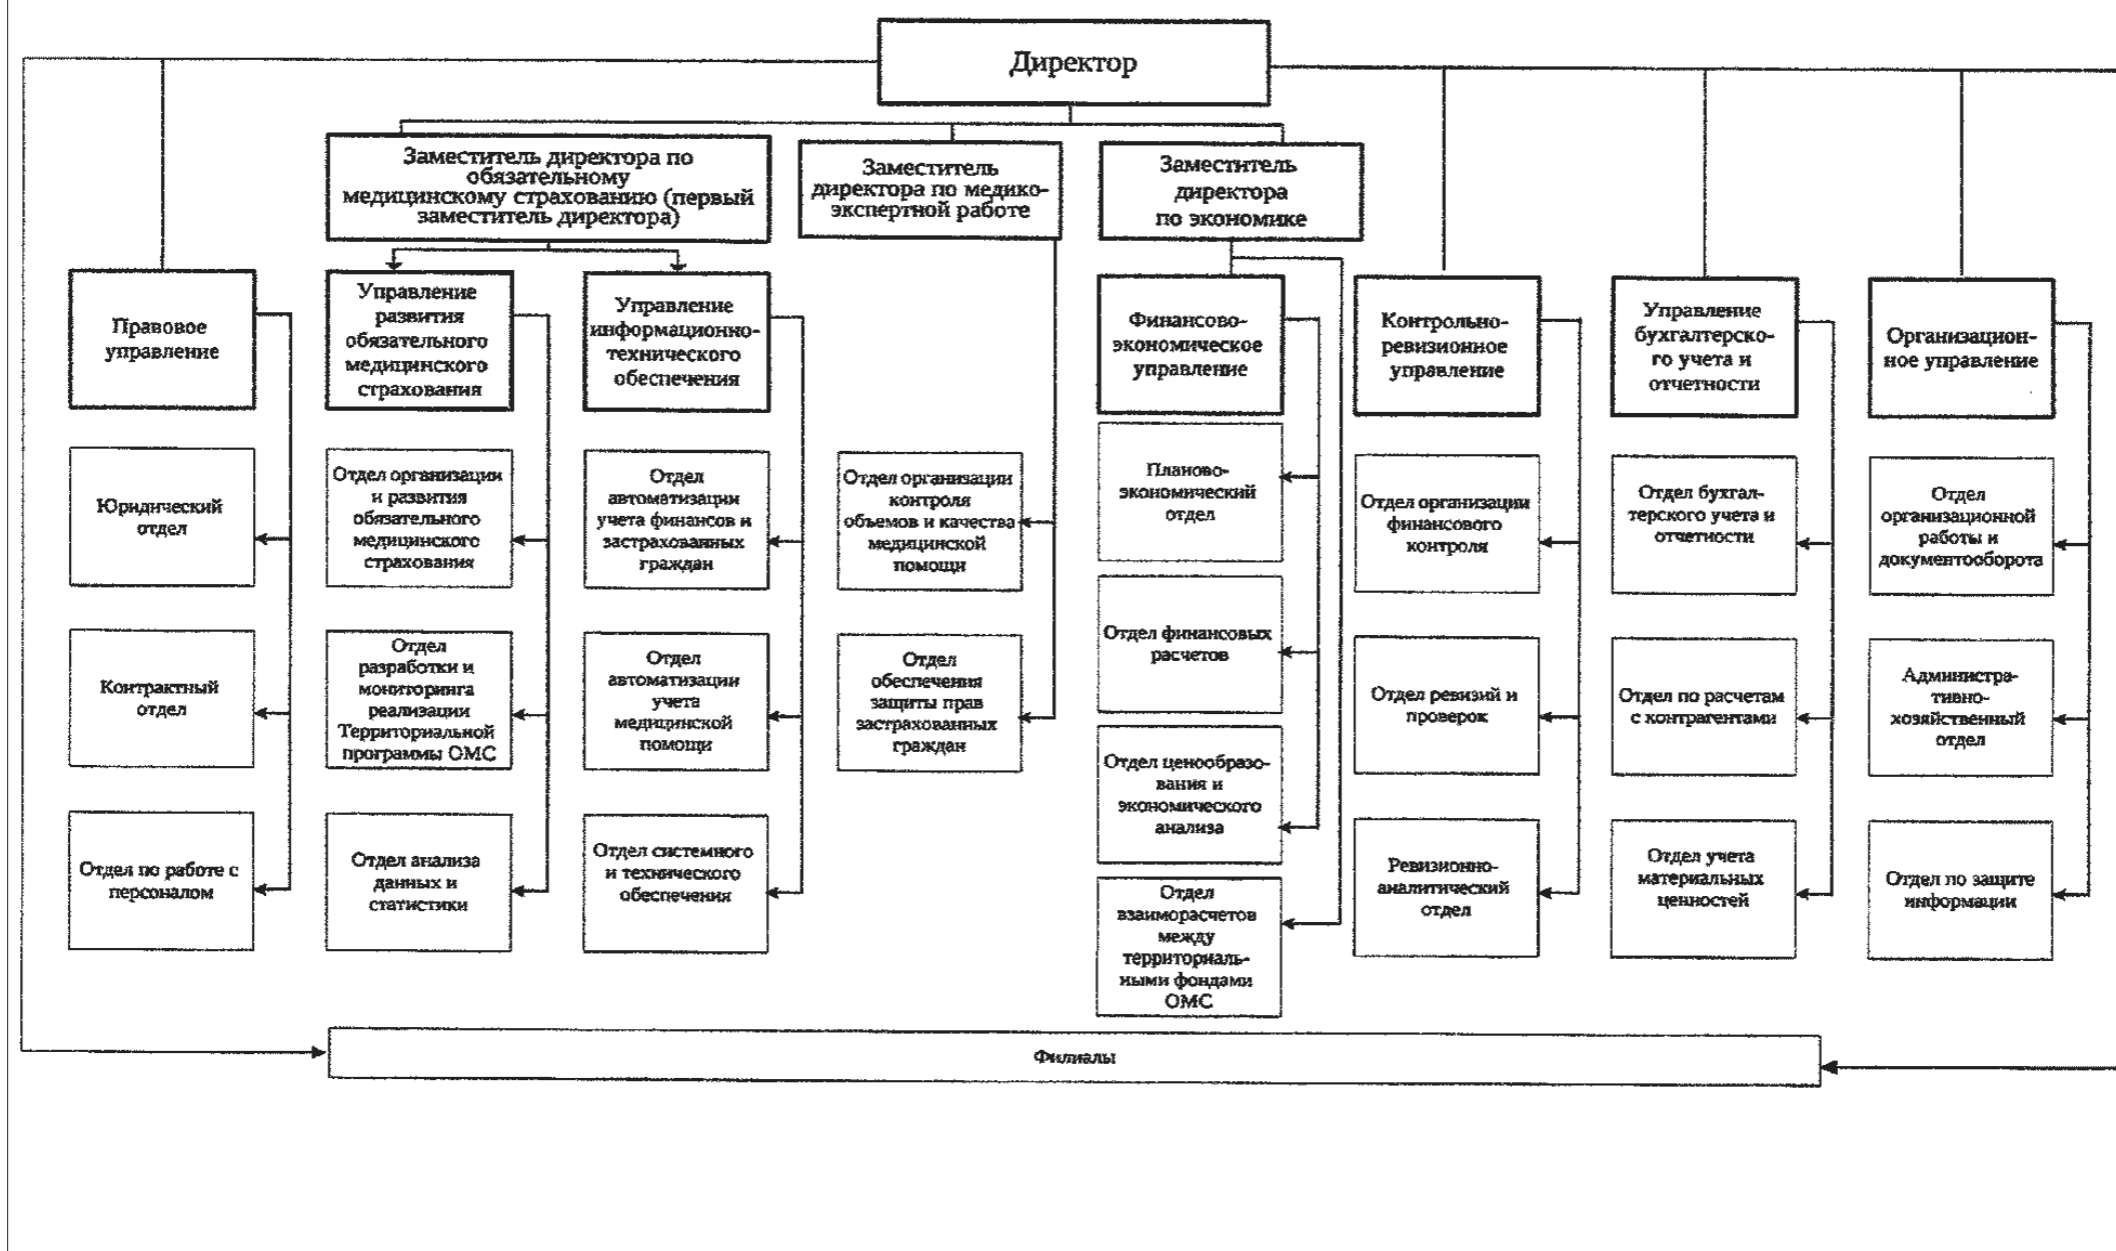 Директор
Заместитель директора по
обязательному
медицинскому страхованию (первый
заместитель директора)
Заместитель
директора по медико-
экспертной работе
Заместитель
директора
по экономике
Правовое
управление
Управление
развития
обязательного
медицинского
страхования
Управление
информационно-
технического
обеспечения
Финансово-
экономическое
управление
Контрольно-
ревизионное
управление
Управление
бухгалтерско-
го учета и
отчетности
Организацион-
ное управление
Юридический
отдел
Отдел организации
и развития
обязательного
медицинского
страхования
Отдел
автоматизации
учета финансов и
застрахованных
граждан
Отдел организации
контроля
объемов и качества
медицинской
помощи
Планово-
экономический
отдел
Отдел организации
финансового
контроля
Отдел бухгал-
терского учета и
отчетности
Отдел
организационной
работы и
документооборота
Контрактный
отдел
Отдел
разработки и
мониторинга
реализации
Территориальной
программы ОМС
Отдел
автоматизации
учета
медицинской
помощи
Отдел
обеспечения
защиты прав
застрахованных
граждан
Отдел финансовых
расчетов
Отдел ревизий и
проверок
Отдел по расчетам
с контрагентами
Администра-
тивно-
хозяйственный
отдел
Отдел ценообразо-
вания и
экономического
анализа
Отдел по работе с
персоналом
Отдел анализа
данных и
статистики
Отдел системного
и технического
обеспечения
Отдел
взаиморасчетов
между
территориаль-
ными фондами
ОМС
Ревизионно-
аналитический
отдел
Отдел учета
материальных
ценностей
Отдел по защите
информации
Филиалы